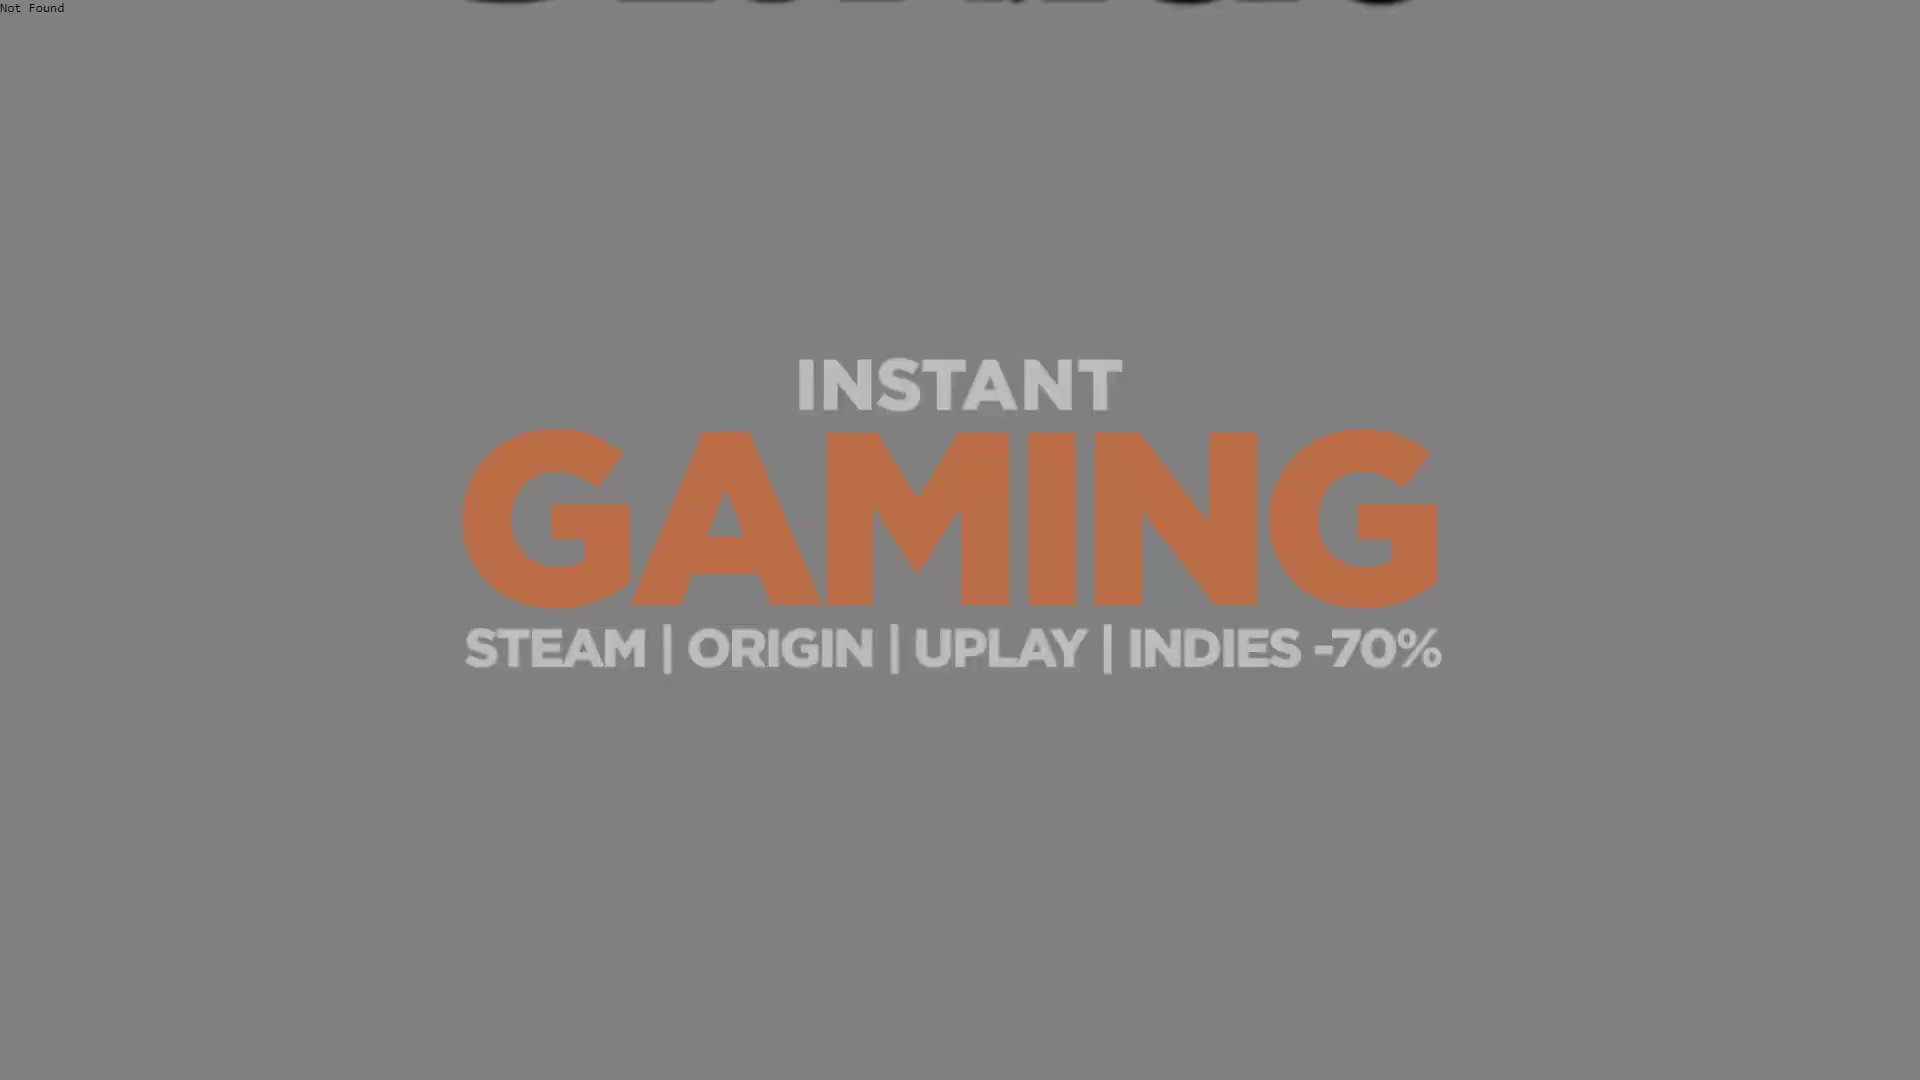 Not Found
INSTANT
GAMING
STEAM | ORIGIN | UPLAY | INDIES -70%